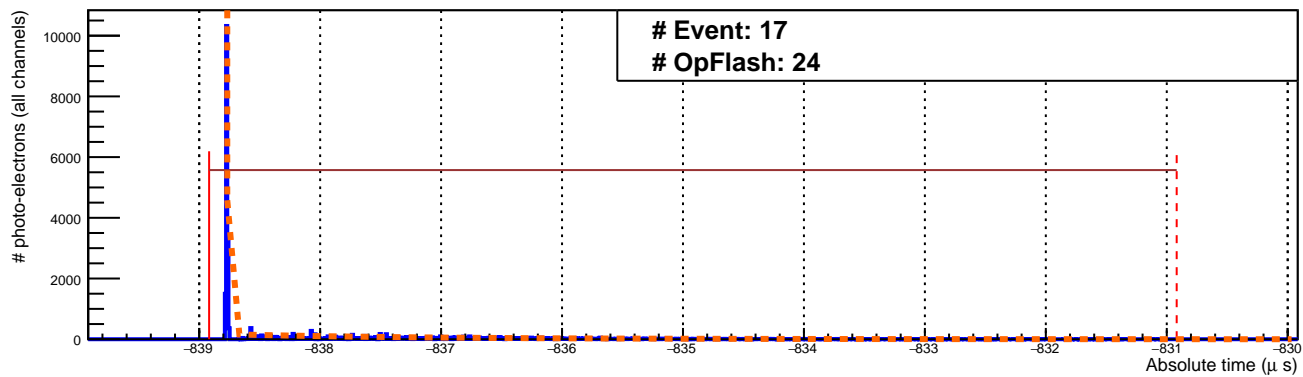 # Event: 17
# OpFlash: 24
# photo-electrons (all channels)
10000
8000
6000
4000
2000
0
−839 −838 −837 −836 −835 −834 −833 −832 −831 −830
Absolute time (μ s)